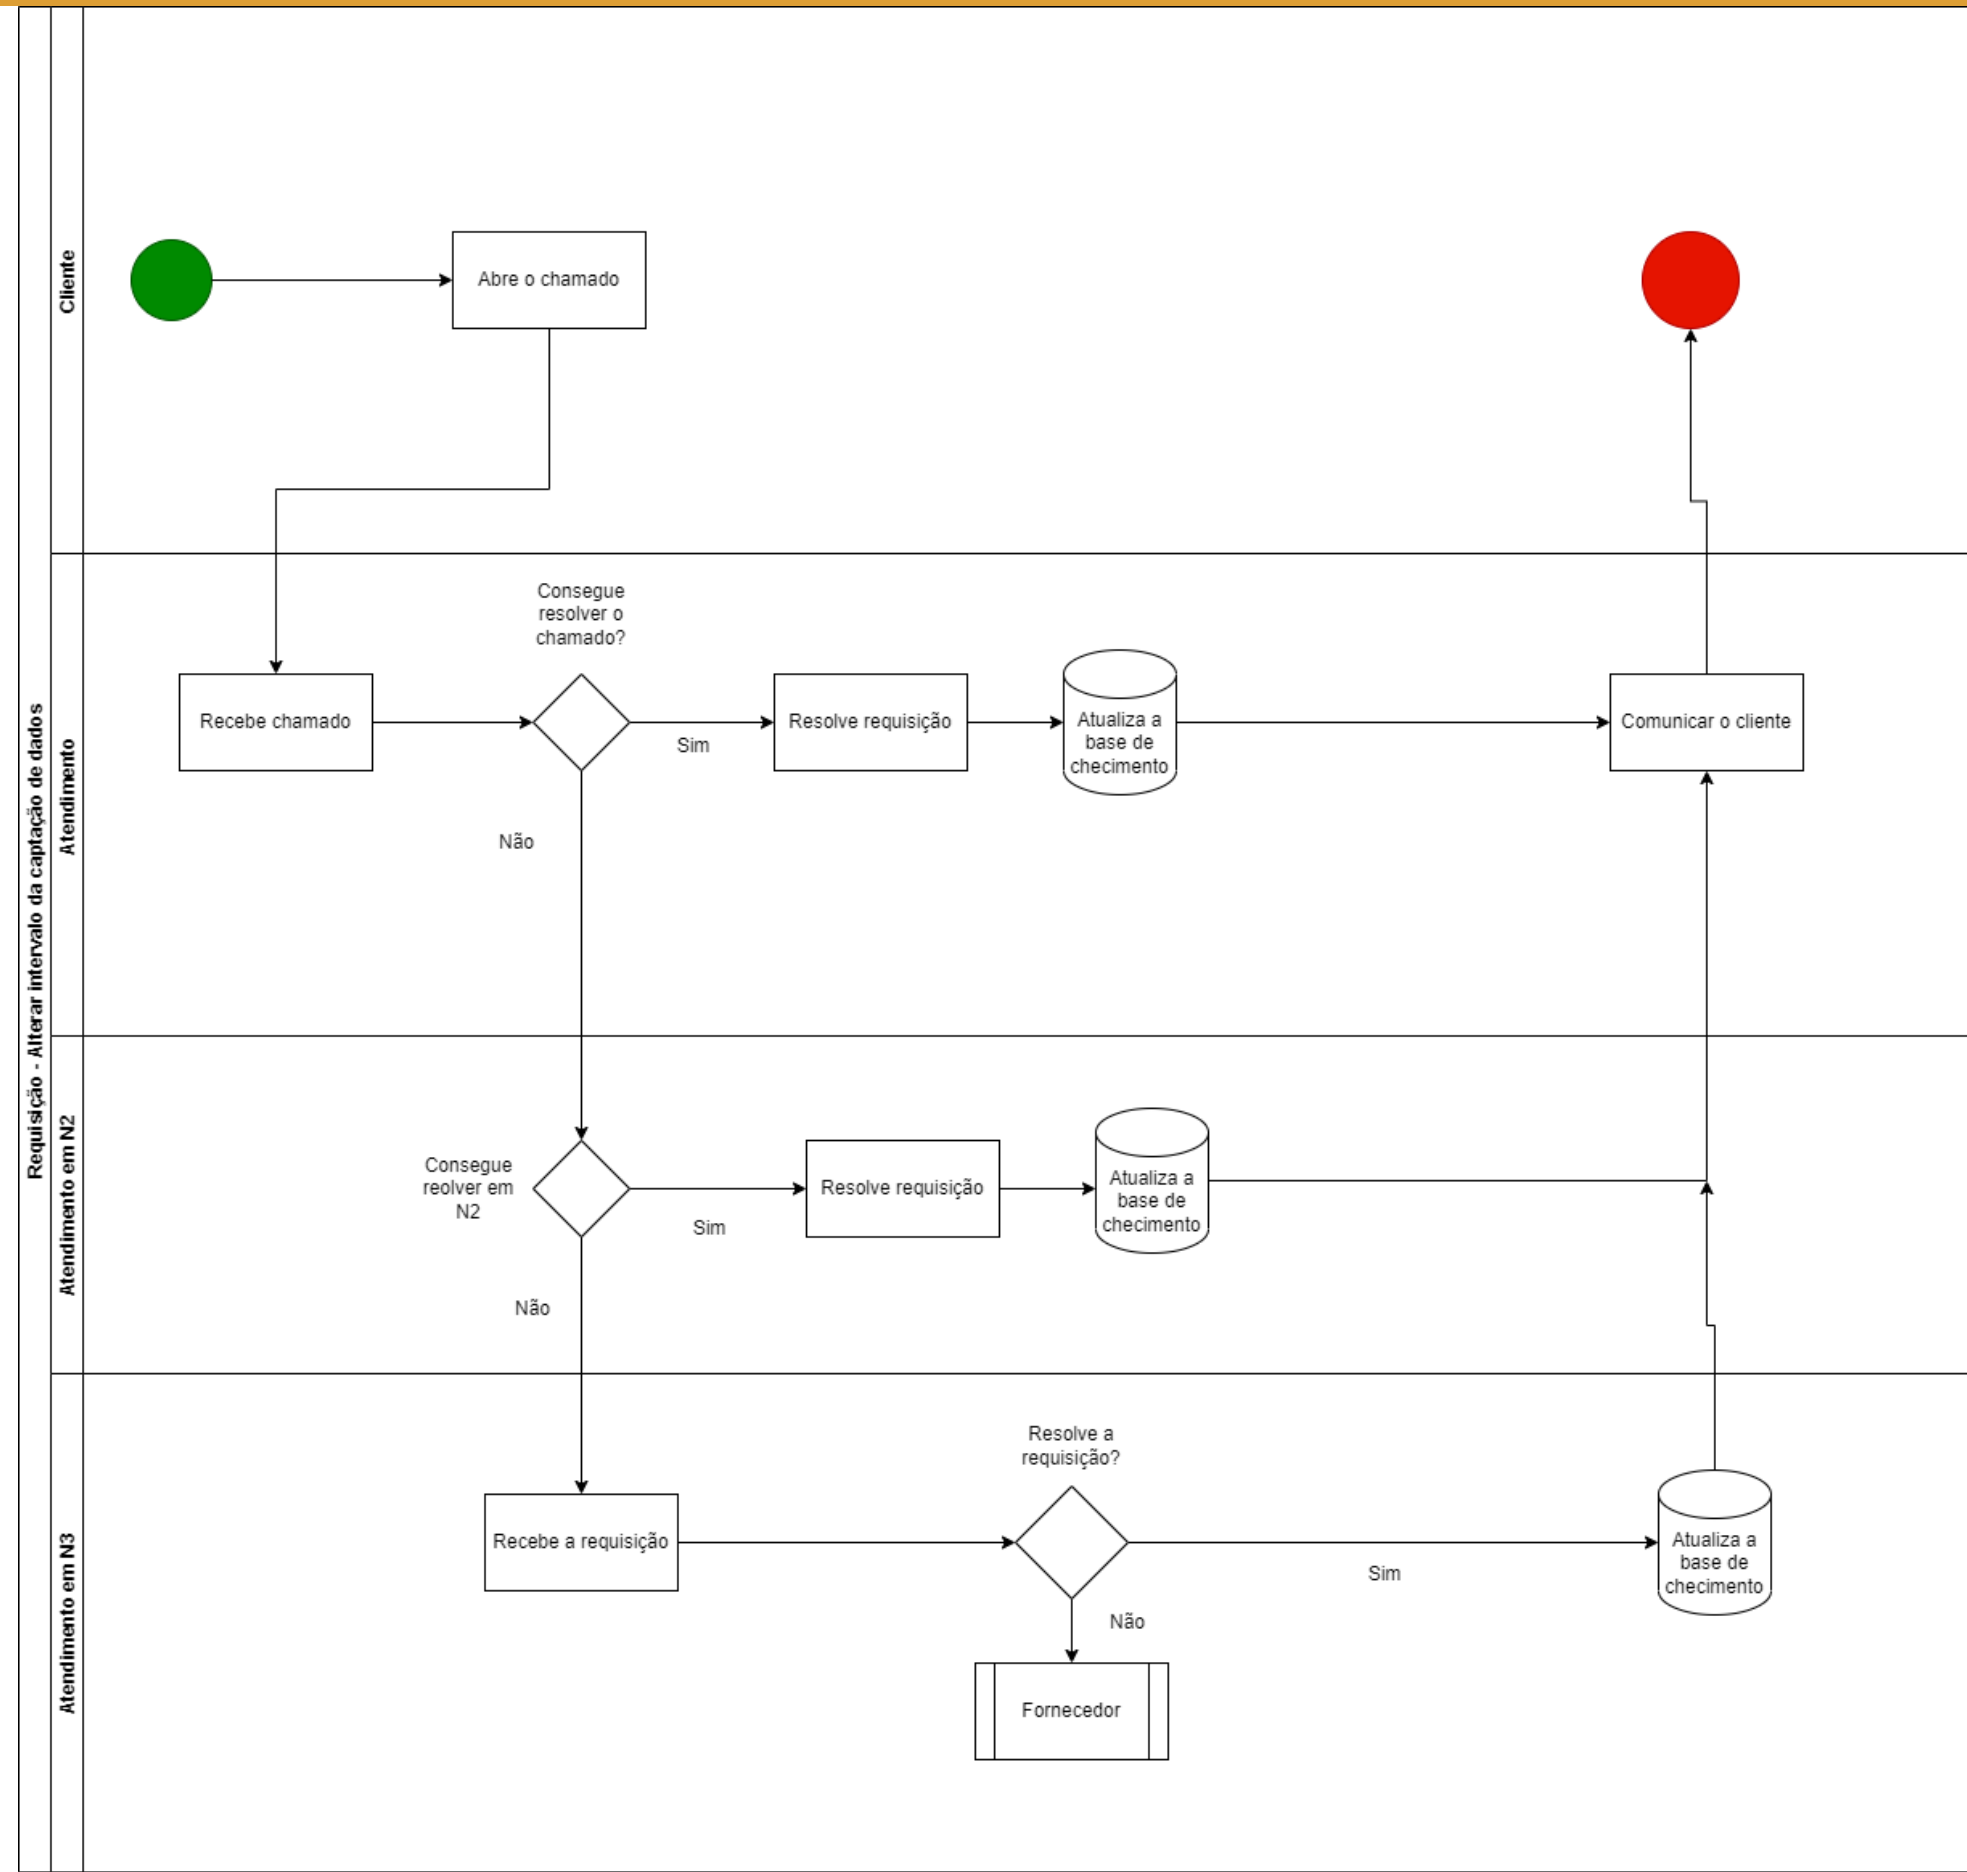 Requisição - Alterar intervalo da captação de dados
Cliente
Abre o chamado
Atendimento
Consegue
resolver o
chamado?
Recebe chamado
Sim
Resolve requisição
Atualiza a
base de
checimento
Comunicar o cliente
Não
Atendimento em N2
Consegue
reolver em
N2
Sim
Resolve requisição
Atualiza a
base de
checimento
Não
Atendimento em N3
Recebe a requisição
Resolve a
requisição?
Sim
Atualiza a
base de
checimento
Não
Fornecedor